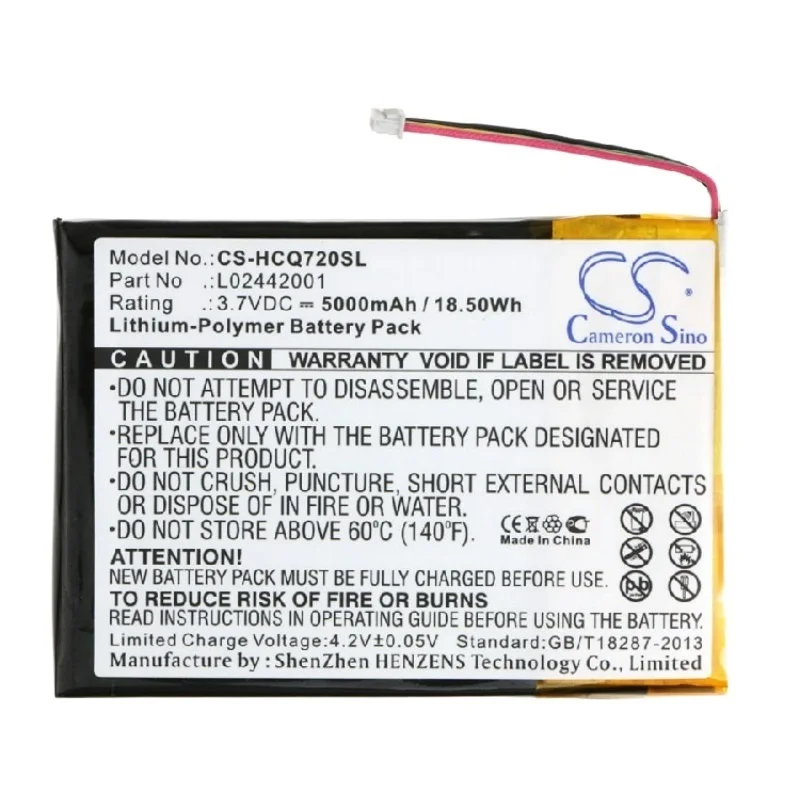 Model No.: CS-HCQ720SL
Part No :L02442001
Rating :3.7VDC ⎓ 5000mAh / 18.50Wh
Lithium-Polymer Battery Pack
CS
Cameron Sino
CAUTION WARRANTY VOID IF LABEL IS REMOVED
•DO NOT ATTEMPT TO DISASSEMBLE, OPEN OR SERVICE
THE BATTERY PACK.
•REPLACE ONLY WITH THE BATTERY PACK DESIGNATED
FOR THIS PRODUCT.
•DO NOT CRUSH, PUNCTURE, SHORT EXTERNAL CONTACTS
OR DISPOSE OF IN FIRE OR WATER.
•DO NOT STORE ABOVE 60°C (140°F).
CE
Made In China
Pb
ATTENTION!
NEW BATTERY PACK MUST BE FULLY CHARGED BEFORE FIRST USE.
TO REDUCE RISK OF FIRE OR BURNS
READ INSTRUCTIONS BEFORE INSTALLING OR USING THE BATTERY.
Limited Charge Voltage:4.2V±0.05V Standard:GB/T18287-2013
Manufacture by : ShenZhen HENZENS Technology Co., Limited